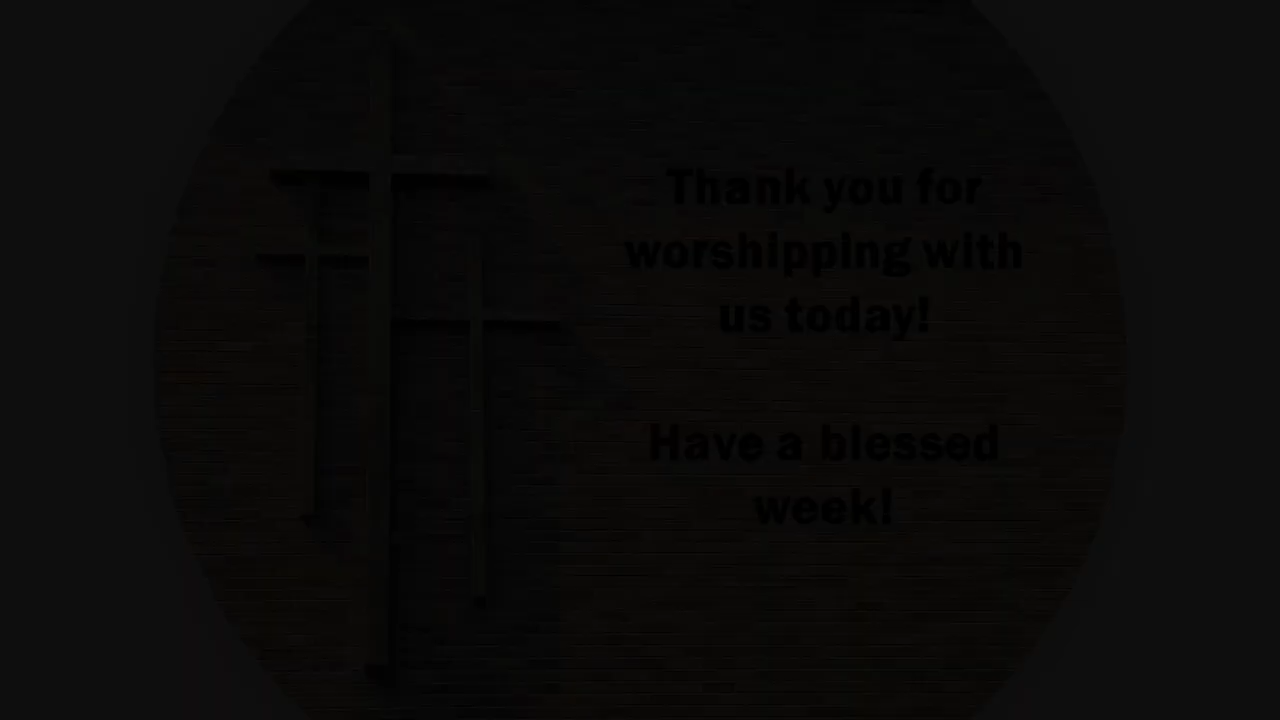 Thank you for
worshipping with
us today!
Have a blessed
week!